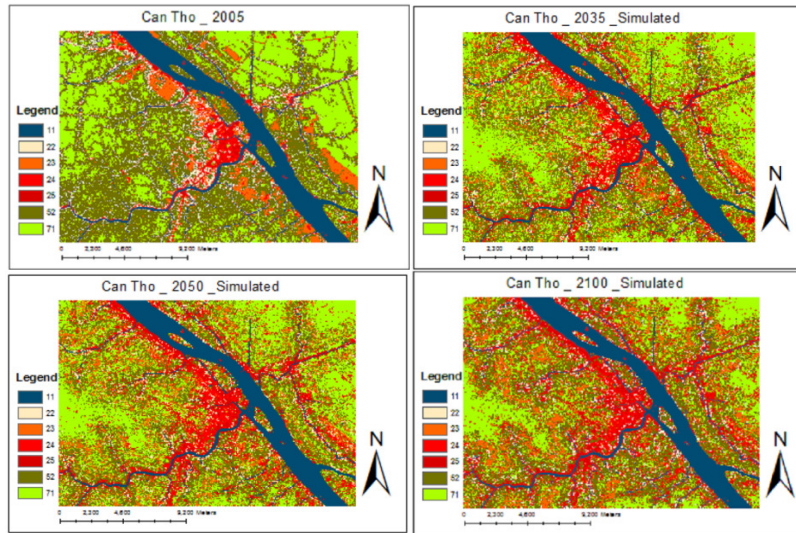 Can Tho _ 2005
Legend
11
22
23
24
25
52
71
N
0 2,300 4,600 9,200 Meters
Can Tho _ 2035 _Simulated
Legend
11
22
23
24
25
52
71
N
0 2,300 4,600 9,200 Meters
Can Tho _ 2050 _Simulated
Legend
11
22
23
24
25
52
71
N
0 2,300 4,600 9,200 Meters
Can Tho _ 2100 _Simulated
Legend
11
22
23
24
25
52
71
N
0 2,300 4,600 9,200 Meters